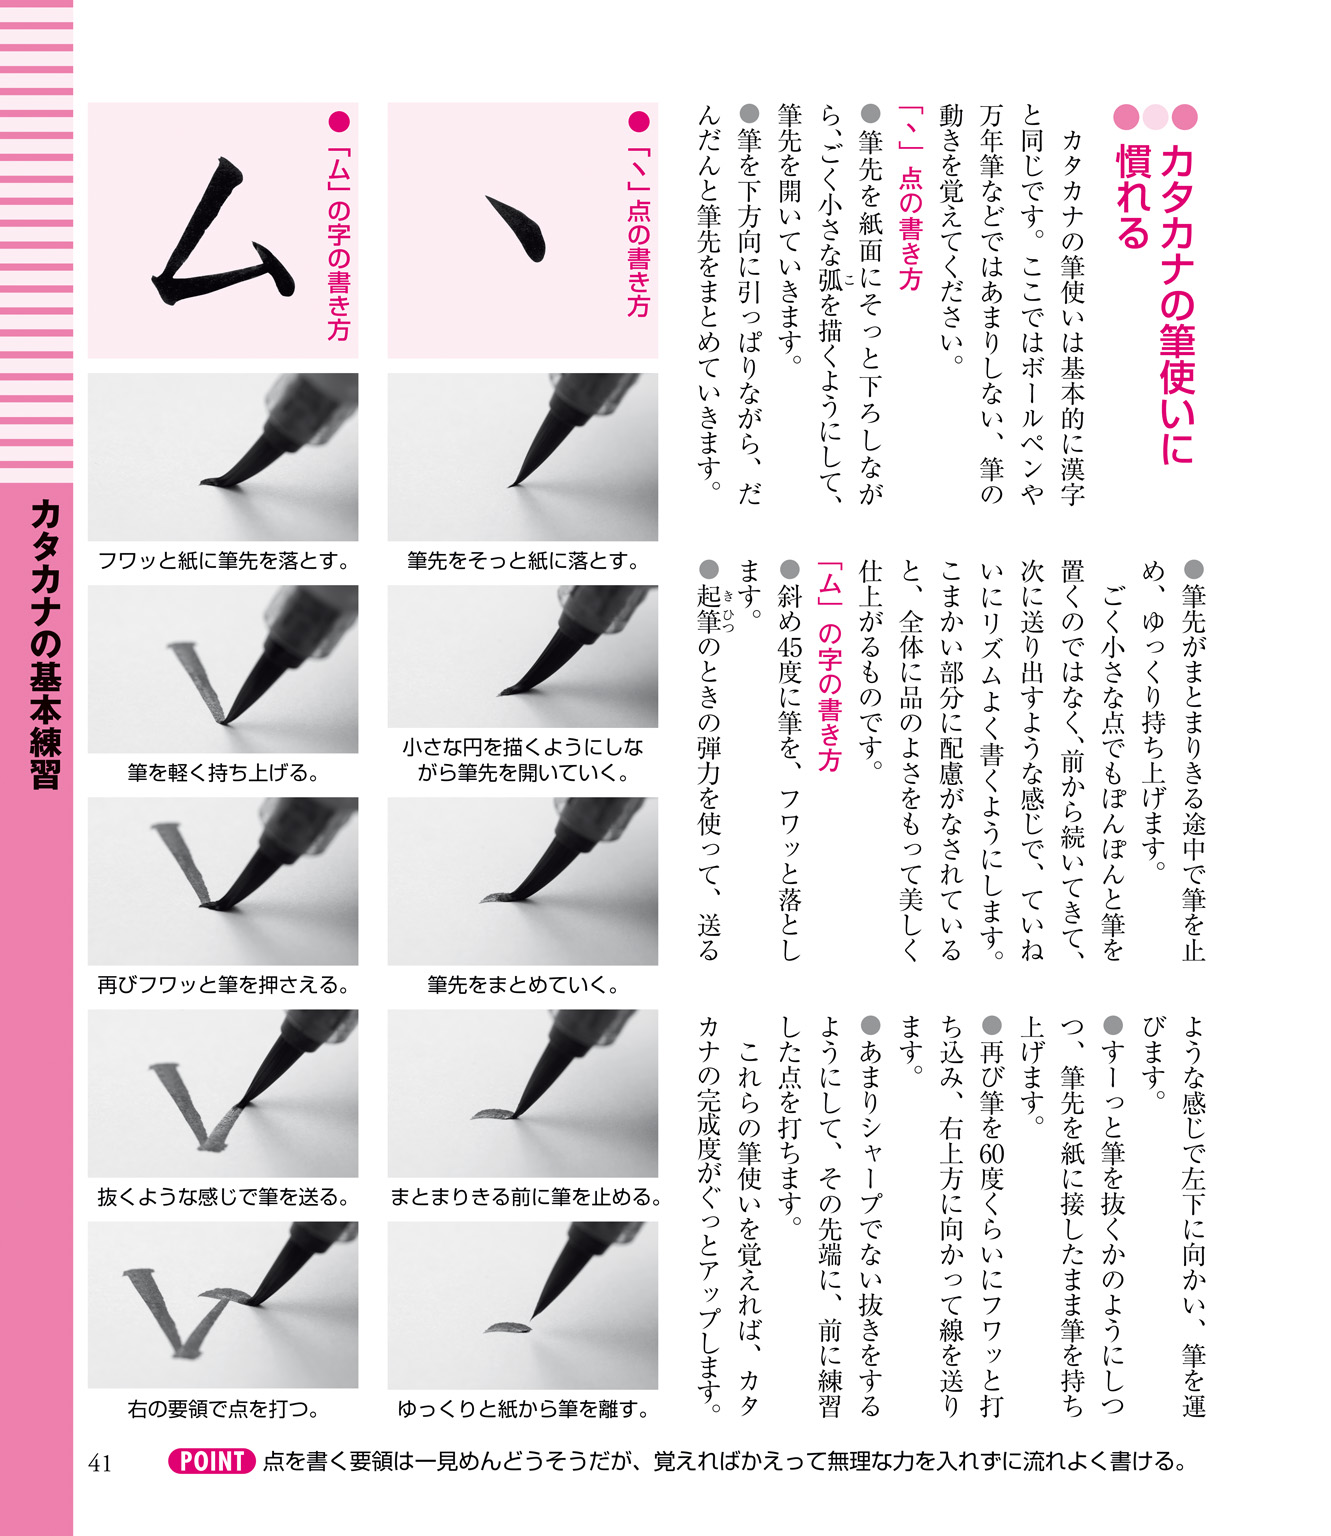 カタカナの筆使いに
慣れる
カタカナの筆使いは基本的に漢字
と同じです。ここではボールペンや
万年筆などではあまりしない、筆の
動きを覚えてください。
「丶」点の書き方
●筆先を紙面にそっと下ろしなが
ら、ごく小さな弧を描くようにして、
こ
筆先を開いていきます。
●筆を下方向に引っぱりながら、だ
んだんと筆先をまとめていきます。
●筆先がまとまりきる途中で筆を止
め、ゆっくり持ち上げます。
ごく小さな点でもぽんぽんと筆を
置くのではなく、前から続いてきて、
次に送り出すような感じで、ていね
いにリズムよく書くようにします。
こまかい部分に配慮がなされている
と、全体に品のよさをもって美しく
仕上がるものです。
「ム」の字の書き方
●斜め45度に筆を、フワッと落とし
ます。
●起筆のときの弾力を使って、送る
きひつ
ような感じで左下に向かい、筆を運
びます。
●すーっと筆を抜くかのようにしつ
つ、筆先を紙に接したまま筆を持ち
上げます。
●再び筆を60度くらいにフワッと打
ち込み、右上方に向かって線を送り
ます。
●あまりシャープでない抜きをする
ようにして、その先端に、前に練習
した点を打ちます。
これらの筆使いを覚えれば、カタ
カナの完成度がぐっとアップします。
●「丶」点の書き方
丶
筆先をそっと紙に落とす。
小さな円を描くようにしな
がら筆先を開いていく。
筆先をまとめていく。
まとまりきる前に筆を止める。
ゆっくりと紙から筆を離す。
●「ム」の字の書き方
ム
フワッと紙に筆先を落とす。
筆を軽く持ち上げる。
再びフワッと筆を押さえる。
抜くような感じで筆を送る。
右の要領で点を打つ。
カタカナの基本練習
41
POINT 点を書く要領は一見めんどうそうだが、覚えればかえって無理な力を入れずに流れよく書ける。